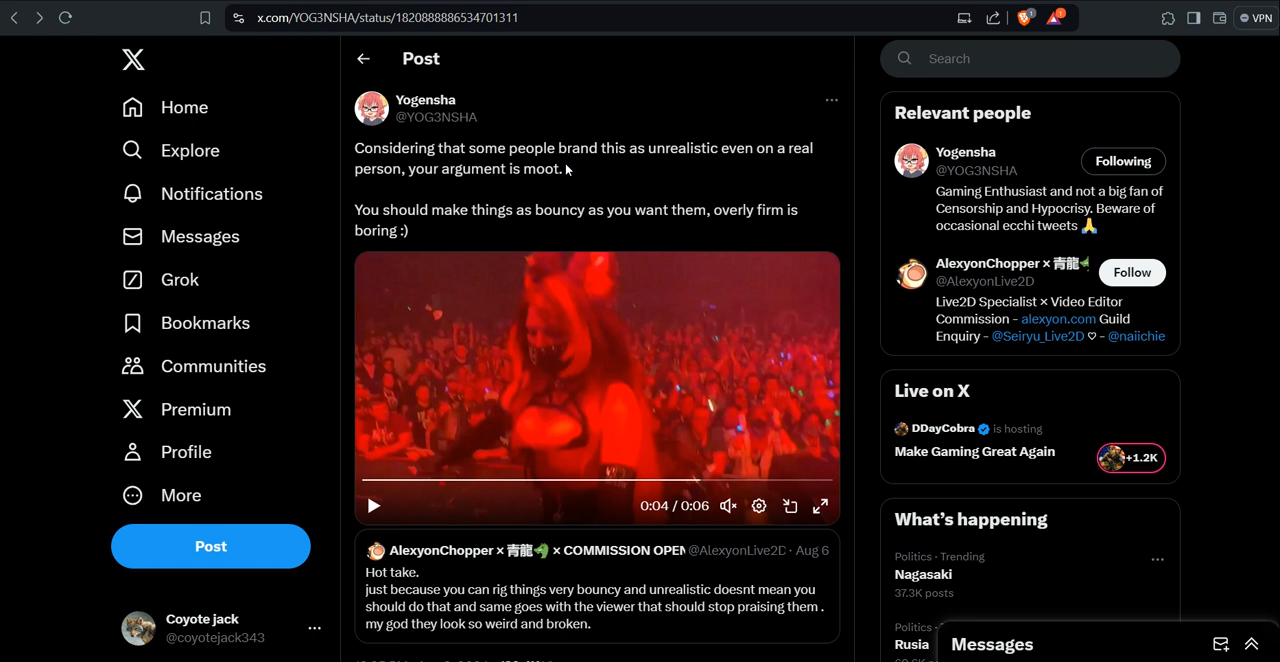 x.com/YOG3NSHA/status/1820888886534701311
1
1
VPN
Home
Explore
Notifications
Messages
Grok
Bookmarks
Communities
Premium
Profile
More
Post
Coyote jack
@coyotejack343
Post
Yogensha
@YOG3NSHA
Considering that some people brand this as unrealistic even on a real
person, your argument is moot.
You should make things as bouncy as you want them, overly firm is
boring :)
0:04 / 0:06
AlexyonChopper × 青龍🐲 × COMMISSION OPEN @AlexyonLive2D · Aug 6
Hot take.
just because you can rig things very bouncy and unrealistic doesnt mean you
should do that and same goes with the viewer that should stop praising them .
my god they look so weird and broken.
Search
Relevant people
Yogensha
@YOG3NSHA
Following
Gaming Enthusiast and not a big fan of
Censorship and Hypocrisy. Beware of
occasional ecchi tweets 🙏
AlexyonChopper × 青龍
@AlexyonLive2D
Follow
Live2D Specialist × Video Editor
Commission - alexyon.com Guild
Enquiry - @Seiryu_Live2D ♡ - @naiichie
Live on X
DDayCobra is hosting
Make Gaming Great Again
+1.2K
What's happening
Politics · Trending
Nagasaki
37.3K posts
Politics ·
Rusia
Messages